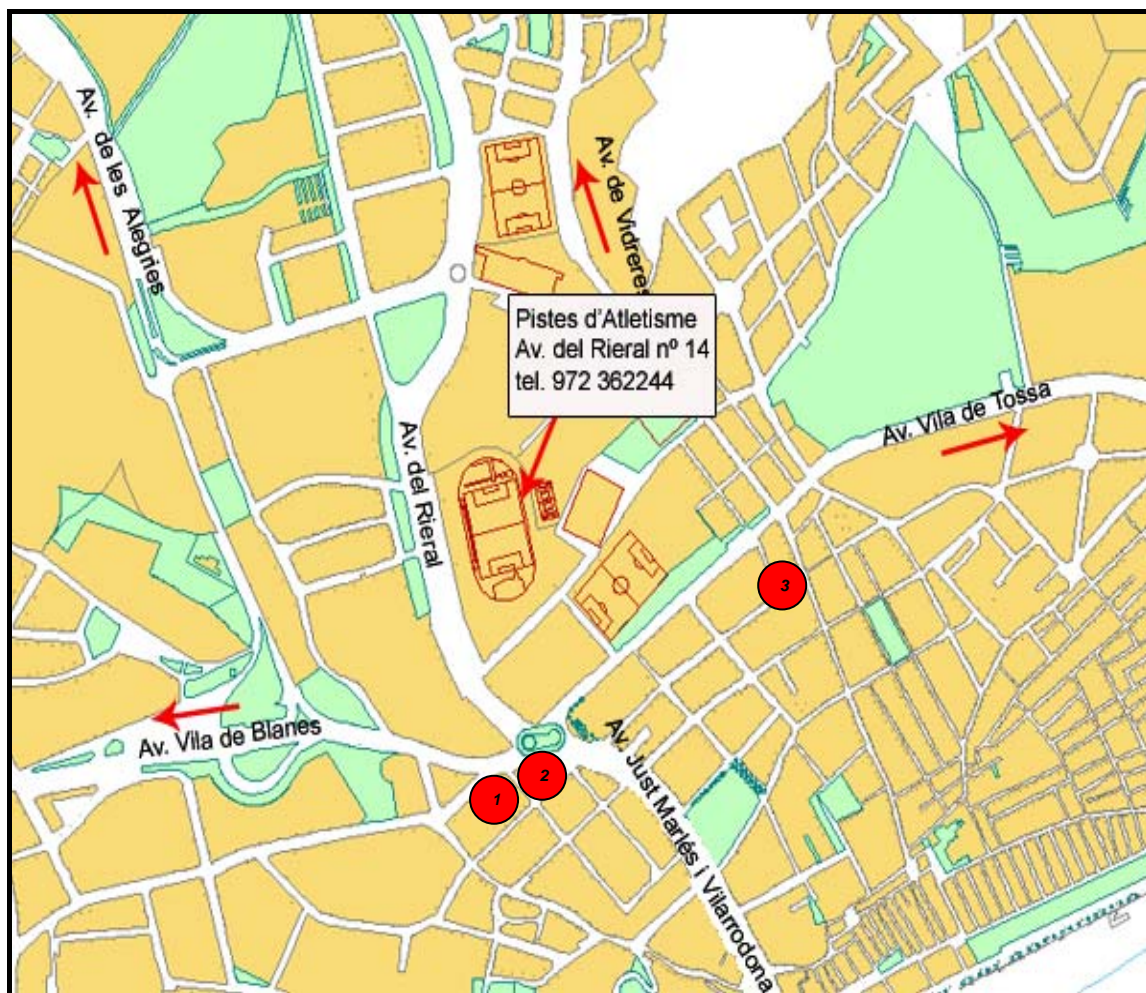 Av. de les Alegries
Av. de Vidreres
Pistes d'Atletisme
Av. del Rieral nº 14
tel. 972 362244
Av. Vila de Tossa
Av. del Rieral
3
Av. Vila de Blanes
Av. Just Marlés i Vilarrodona
2
1